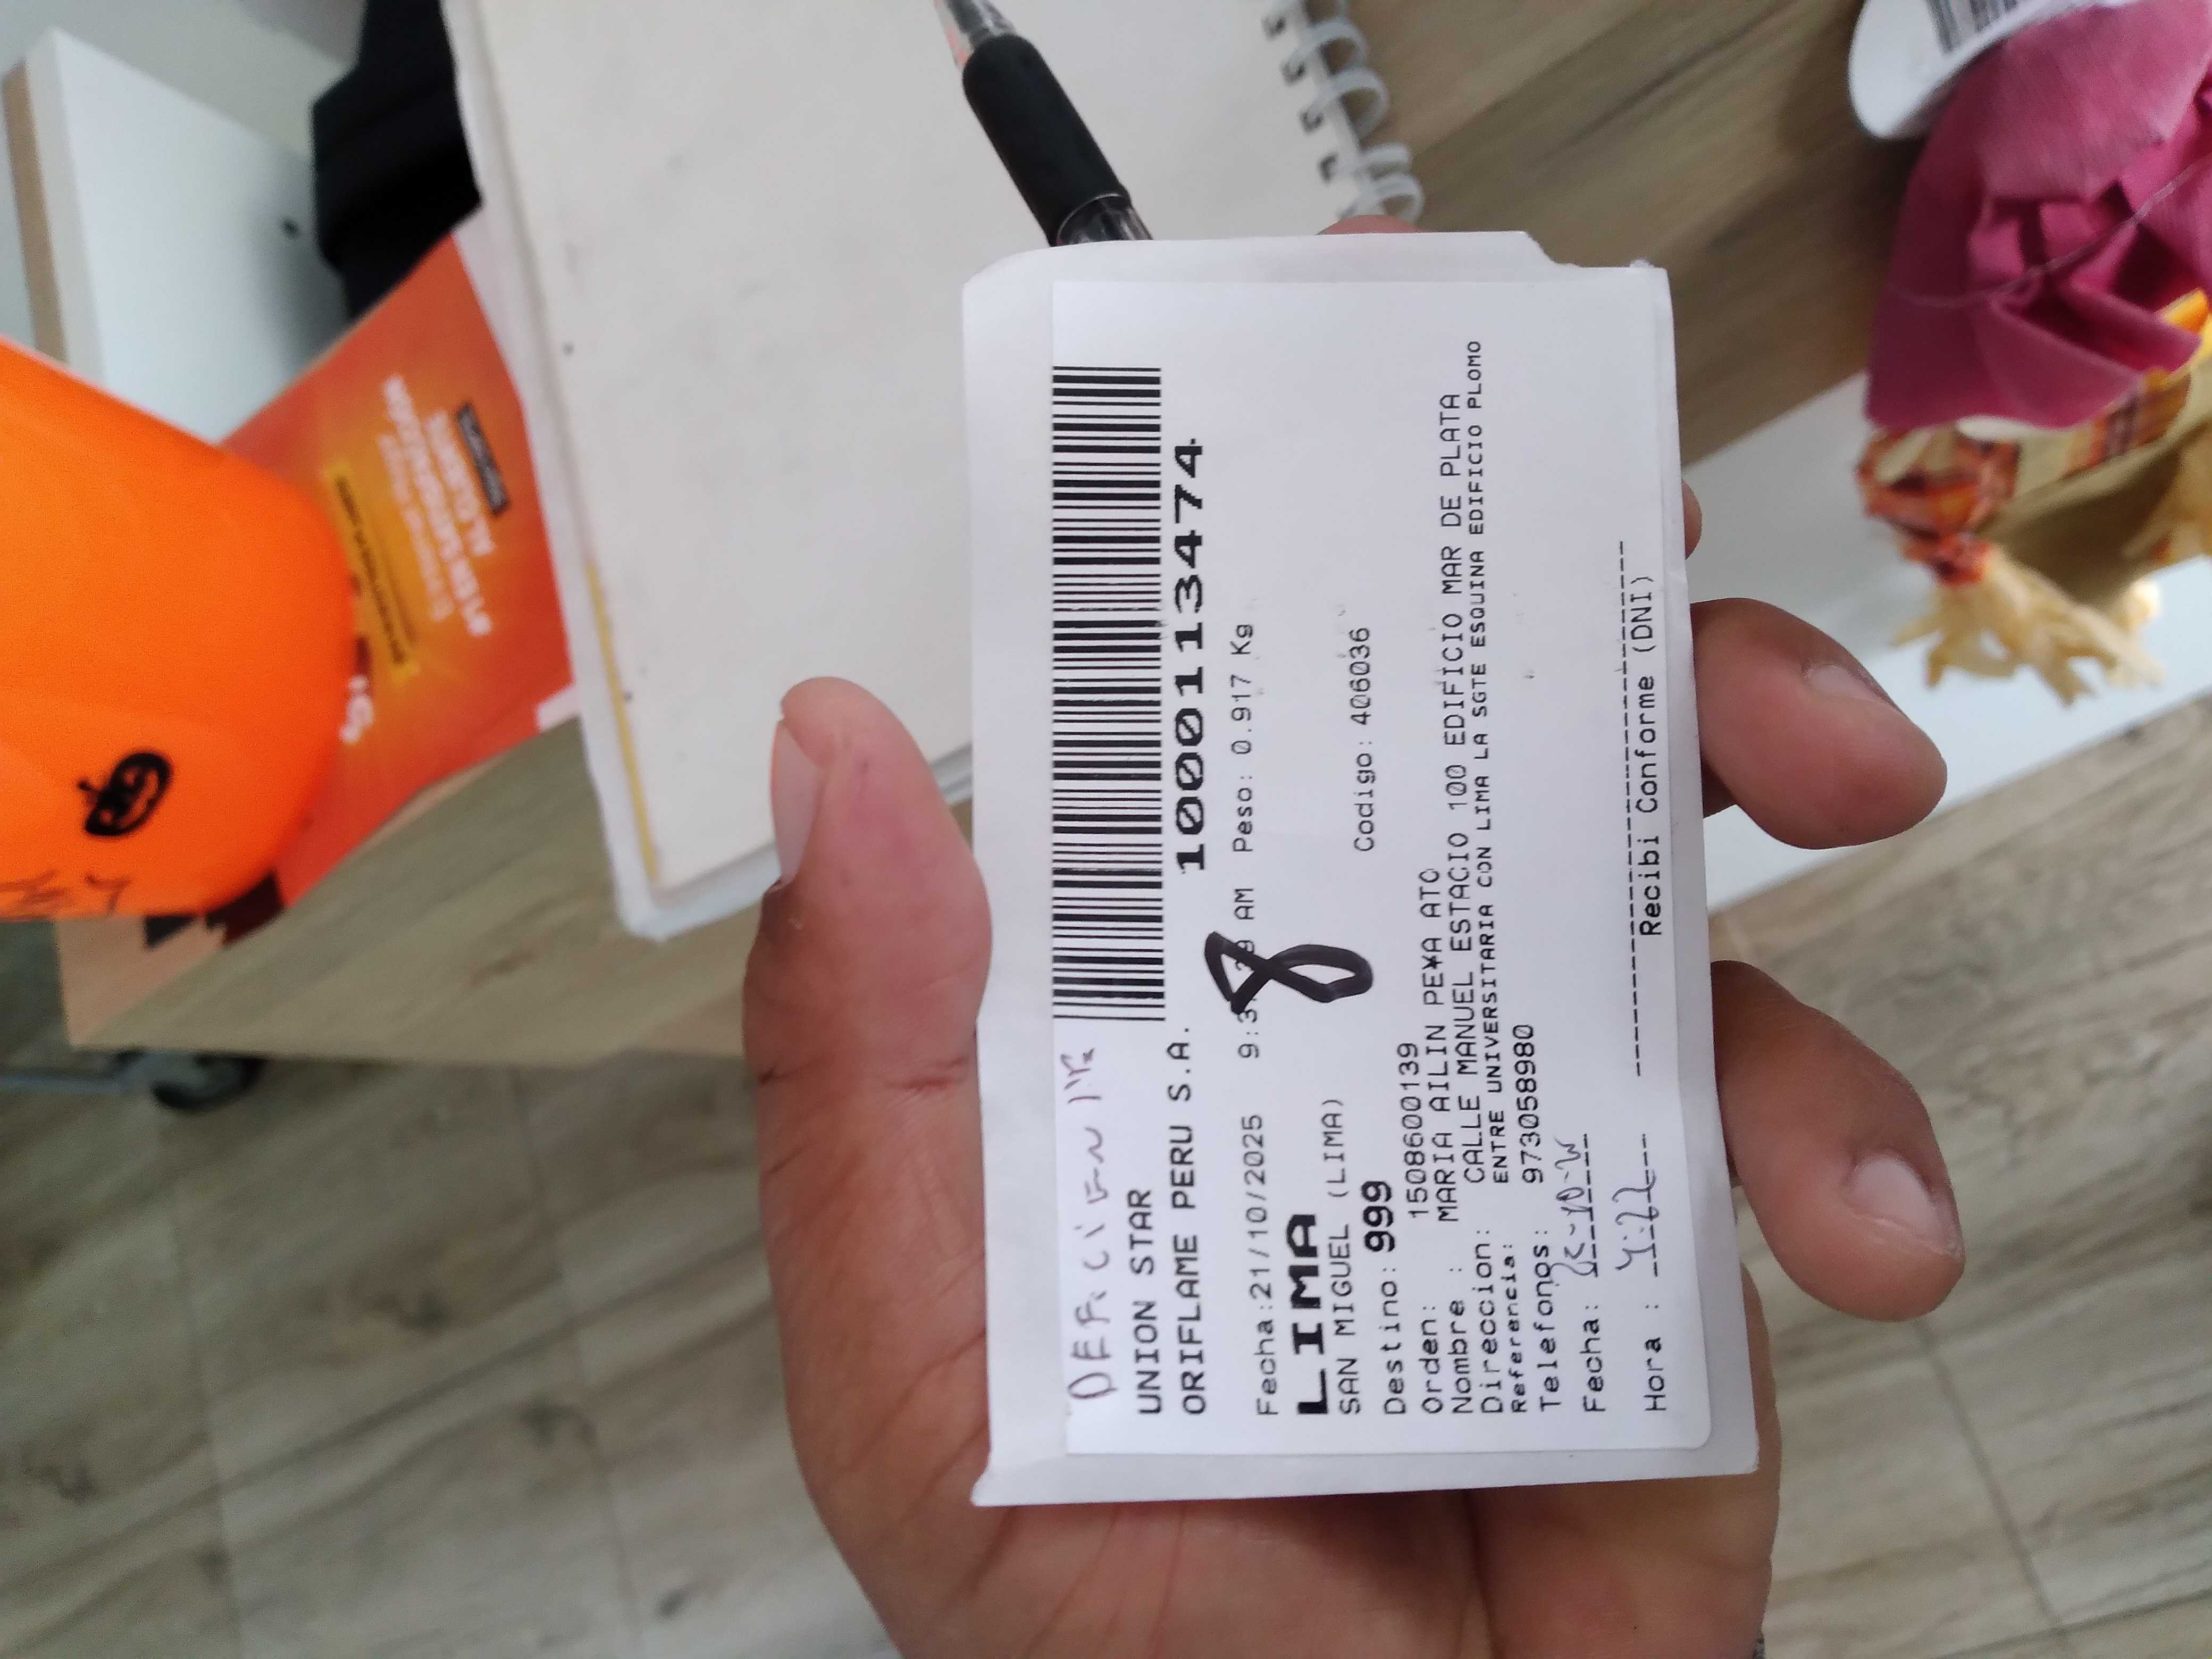 UNION STAR
ORIFLAME PERU S.A. 1000113474
Fecha:21/10/2025 AM Peso: 0.917 Kg
8
LIMA
SAN MIGUEL (LIMA) Codigo: 406036
Destino: 999
Orden: 1508600139
Nombre : MARIA AILIN PE¥A ATO
Direccion: CALLE MANUEL ESTACIO 100 EDIFICIO MAR DE PLATA
Referencia: ENTRE UNIVERSITARIA CON LIMA LA SGTE ESQUINA EDIFICIO PLOMO
Telefonos: 973058980
Fecha:
Hora :
Recibi Conforme (DNI)